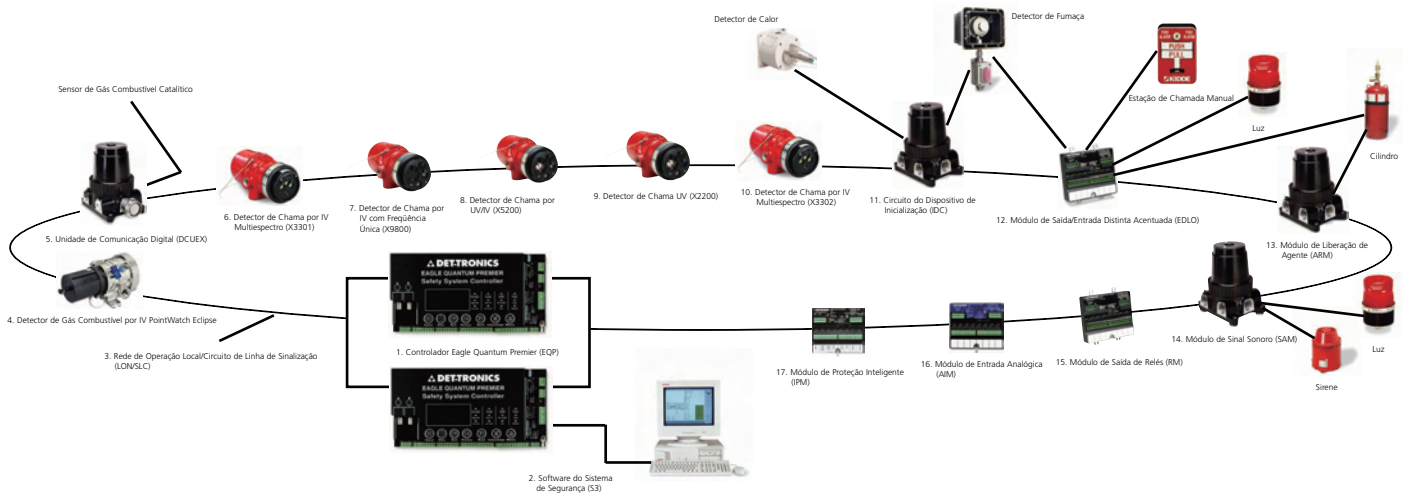 Detector de Calor
Detector de Fumaça
Sensor de Gás Combustível Catalítico
PUSH
PULL
KIDDE
Estação de Chamada Manual
Luz
Cilindro
5. Unidade de Comunicação Digital (DCUEX)
6. Detector de Chama por IV
Multiespectro (X3301)
7. Detector de Chama por
IV com Freqüência
Única (X9800)
8. Detector de Chama por
UV/IV (X5200)
9. Detector de Chama UV (X2200)
10. Detector de Chama por IV
Multiespectro (X3302)
11. Circuito do Dispositivo de
Inicialização (IDC)
12. Módulo de Saída/Entrada Distinta Acentuada (EDLO)
13. Módulo de Liberação de
Agente (ARM)
4. Detector de Gás Combustível por IV PointWatch Eclipse
3. Rede de Operação Local/Circuito de Linha de Sinalização
(LON/SLC)
DET-TRONICS
EAGLE QUANTUM PREMIER
Safety System Controller
1. Controlador Eagle Quantum Premier (EQP)
DET-TRONICS
EAGLE QUANTUM PREMIER
Safety System Controller
2. Software do Sistema
de Segurança (S3)
17. Módulo de Proteção Inteligente
(IPM)
16. Módulo de Entrada Analógica
(AIM)
15. Módulo de Saída de Relés (RM)
14. Módulo de Sinal Sonoro (SAM)
Luz
Sirene